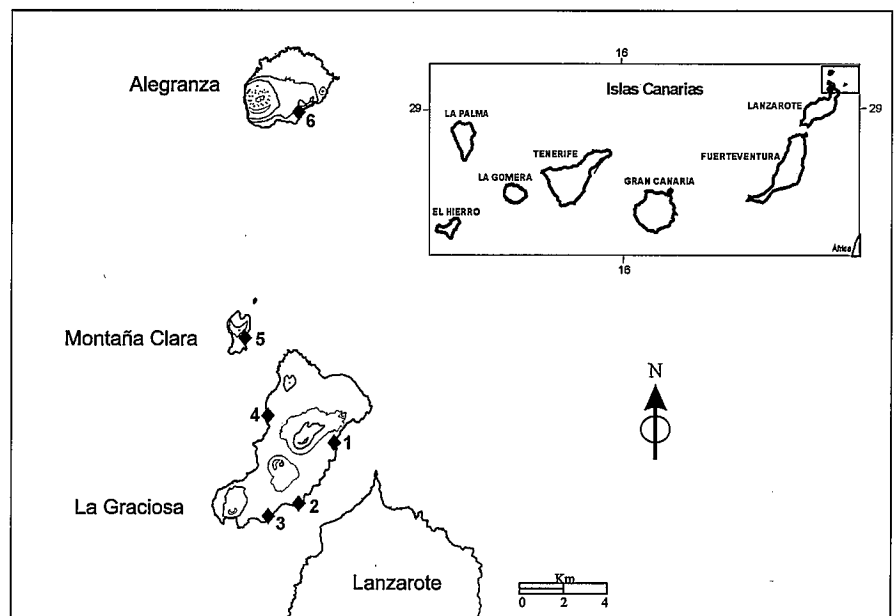 Alegranza
6
16
Islas Canarias
29
29
LA PALMA
LANZAROTE
TENERIFE
FUERTEVENTURA
LA GOMERA
GRAN CANARIA
EL HIERRO
África
16
Montaña Clara
5
N
4
1
La Graciosa
2
3
Lanzarote
Km
0 2 4